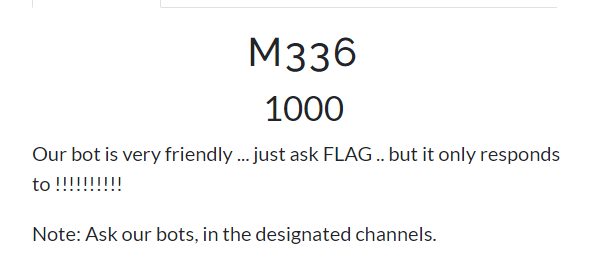 M336
1000
Our bot is very friendly ... just ask FLAG .. but it only responds
to !!!!!!!!!!
Note: Ask our bots, in the designated channels.